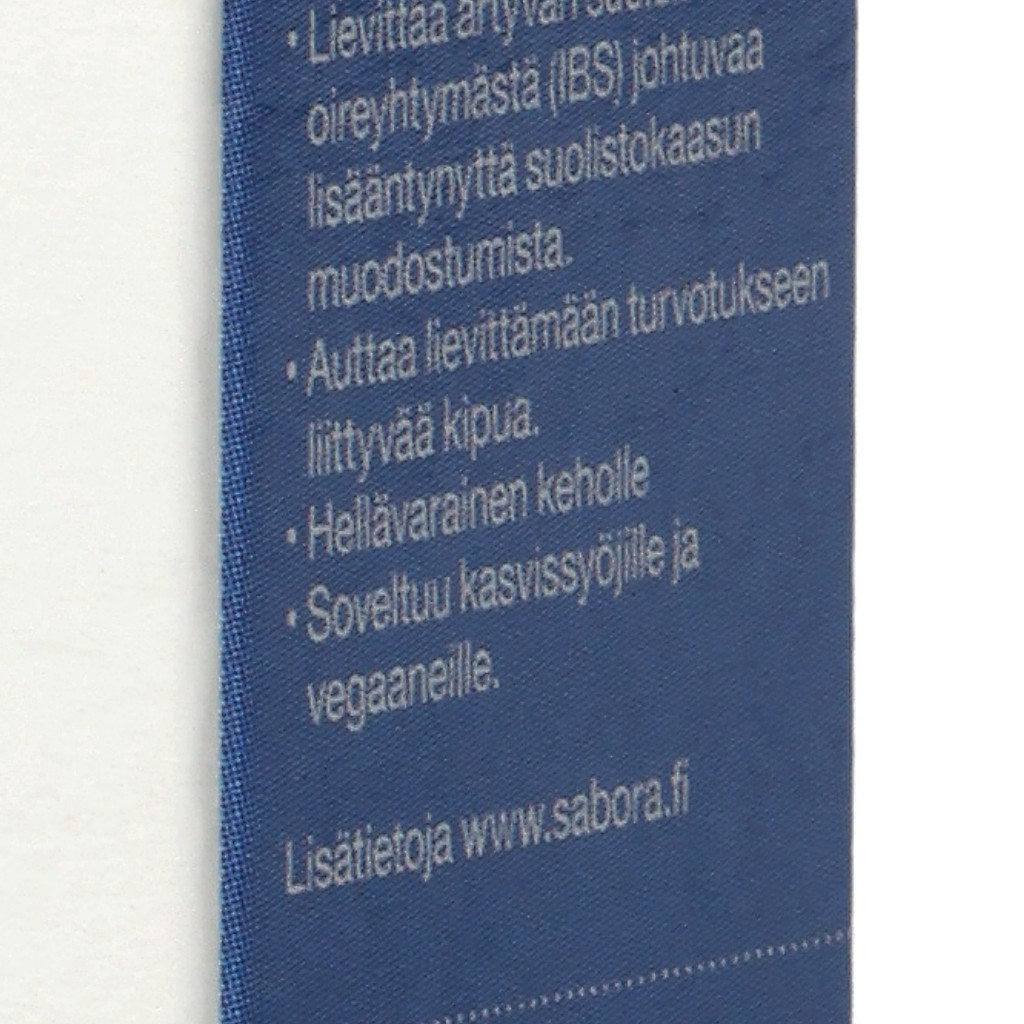 • Lievittää ärtyvän
oireyhtymästä (IBS) johtuvaa
lisääntynyttä suolistokaasun
muodostumista.
• Auttaa lievittämään turvotukseen
liittyvää kipua.
• Hellävarainen keholle
• Soveltuu kasvissyöjille ja
vegaaneille.
Lisätietoja www.sabora.fi